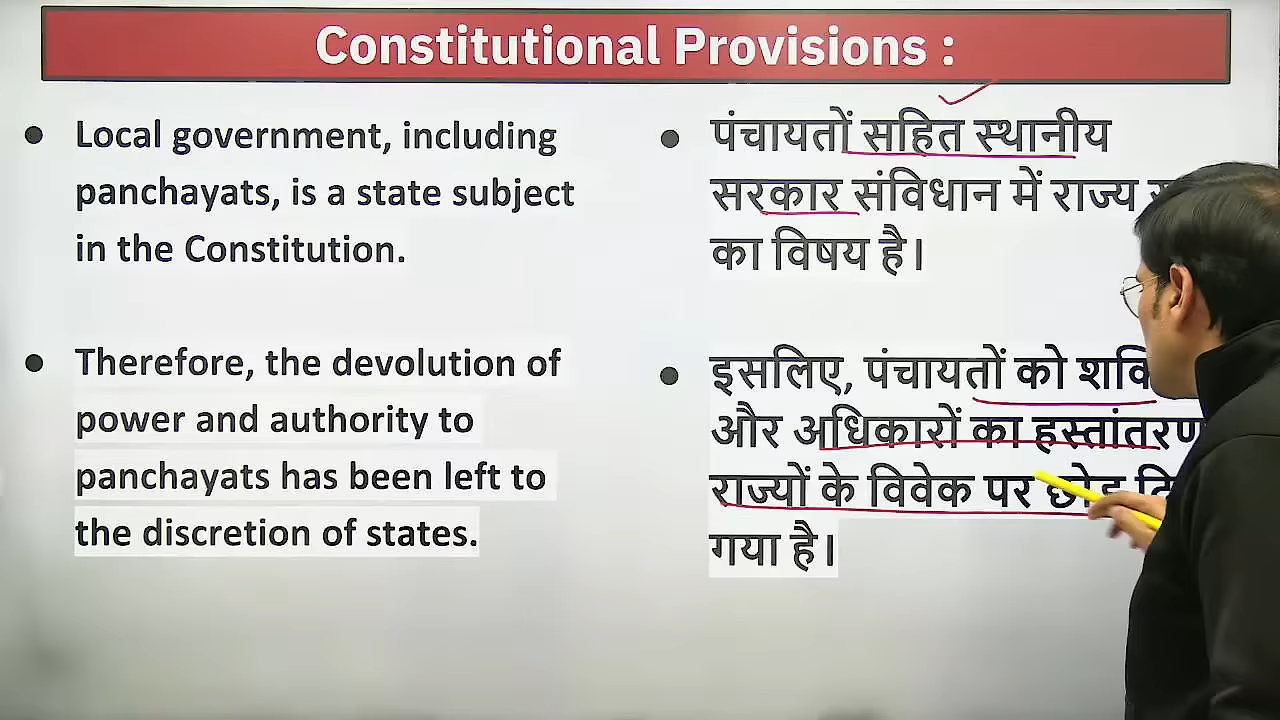 Constitutional Provisions :
Local government, including
panchayats, is a state subject
in the Constitution.
Therefore, the devolution of
power and authority to
panchayats has been left to
the discretion of states.
पंचायतों सहित स्थानीय
सरकार संविधान में राज्य
का विषय है।
इसलिए, पंचायतों को
और अधिकारों का हस्तांतरण
राज्यों के विवेक पर छोड़
गया है।